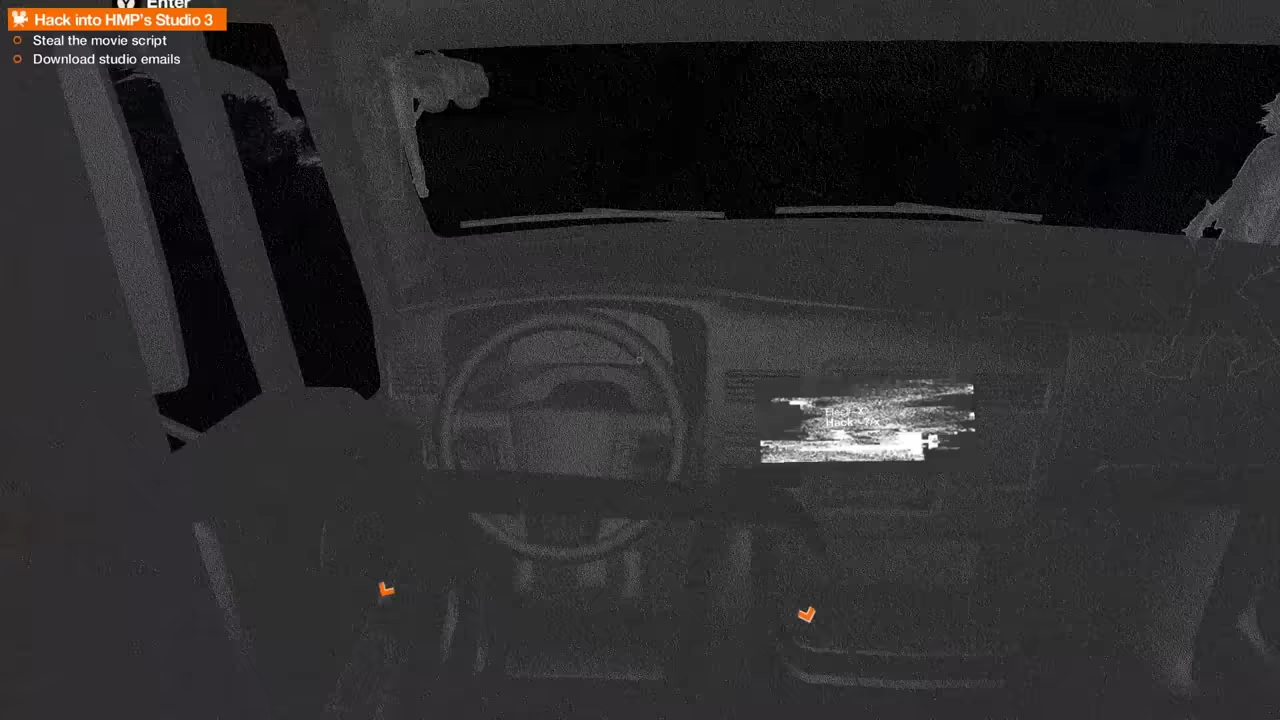 Y Enter
Hack into HMP's Studio 3
Steal the movie script
Download studio emails